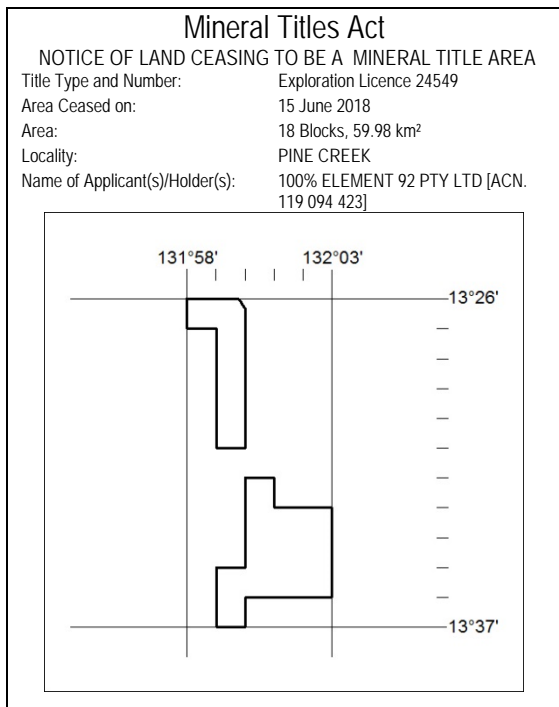 Mineral Titles Act
NOTICE OF LAND CEASING TO BE A MINERAL TITLE AREA
Title Type and Number: Exploration Licence 24549
Area Ceased on: 15 June 2018
Area: 18 Blocks, 59.98 km²
Locality: PINE CREEK
Name of Applicant(s)/Holder(s): 100% ELEMENT 92 PTY LTD [ACN.
119 094 423]
131°58' 132°03'
13°26'
13°37'